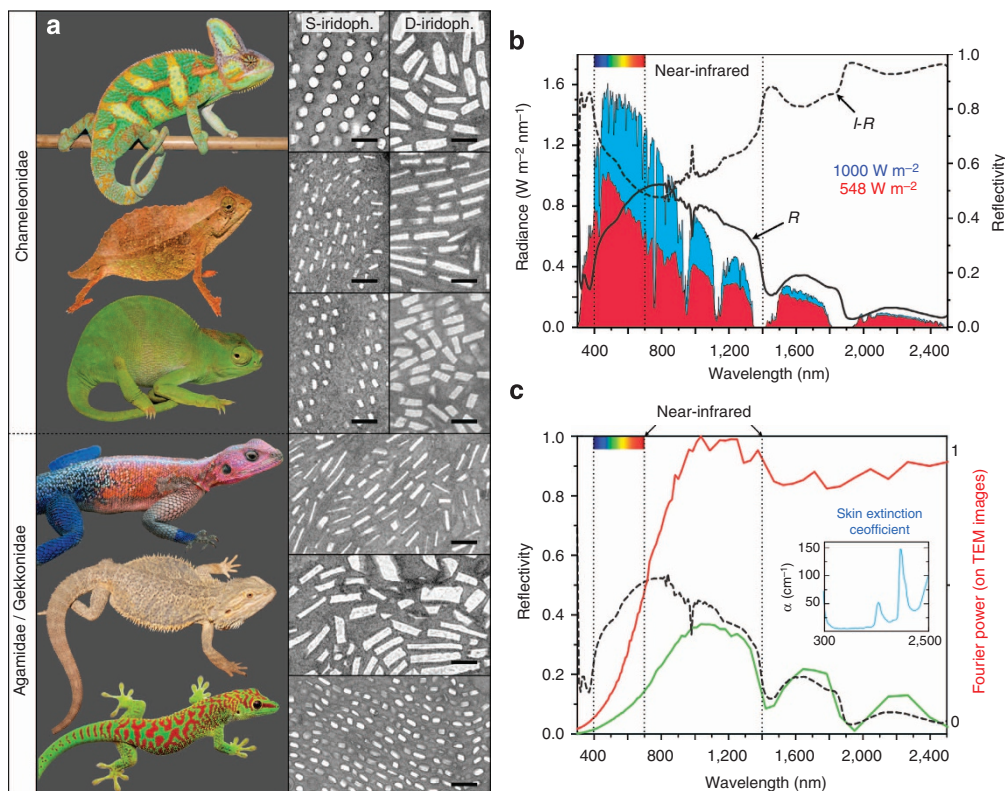 a
S-iridoph.
D-iridoph.
Chameleonidae
Agamidae / Gekkonidae
b
Near-infrared
I-R
R
1000 W m−2
548 W m−2
Radiance (W m−2 nm−1)
1.6
1.2
0.8
0.4
0.0
Reflectivity
1.0
0.8
0.6
0.4
0.2
0.0
400 800 1,200 1,600 2,000 2,400
Wavelength (nm)
c
Near-infrared
Reflectivity
1.0
0.8
0.6
0.4
0.2
0.0
Skin extinction
ceofficient
α (cm−1)
150
100
50
300 2,500
Fourier power (on TEM images)
1
0
400 800 1,200 1,600 2,000 2,400
Wavelength (nm)